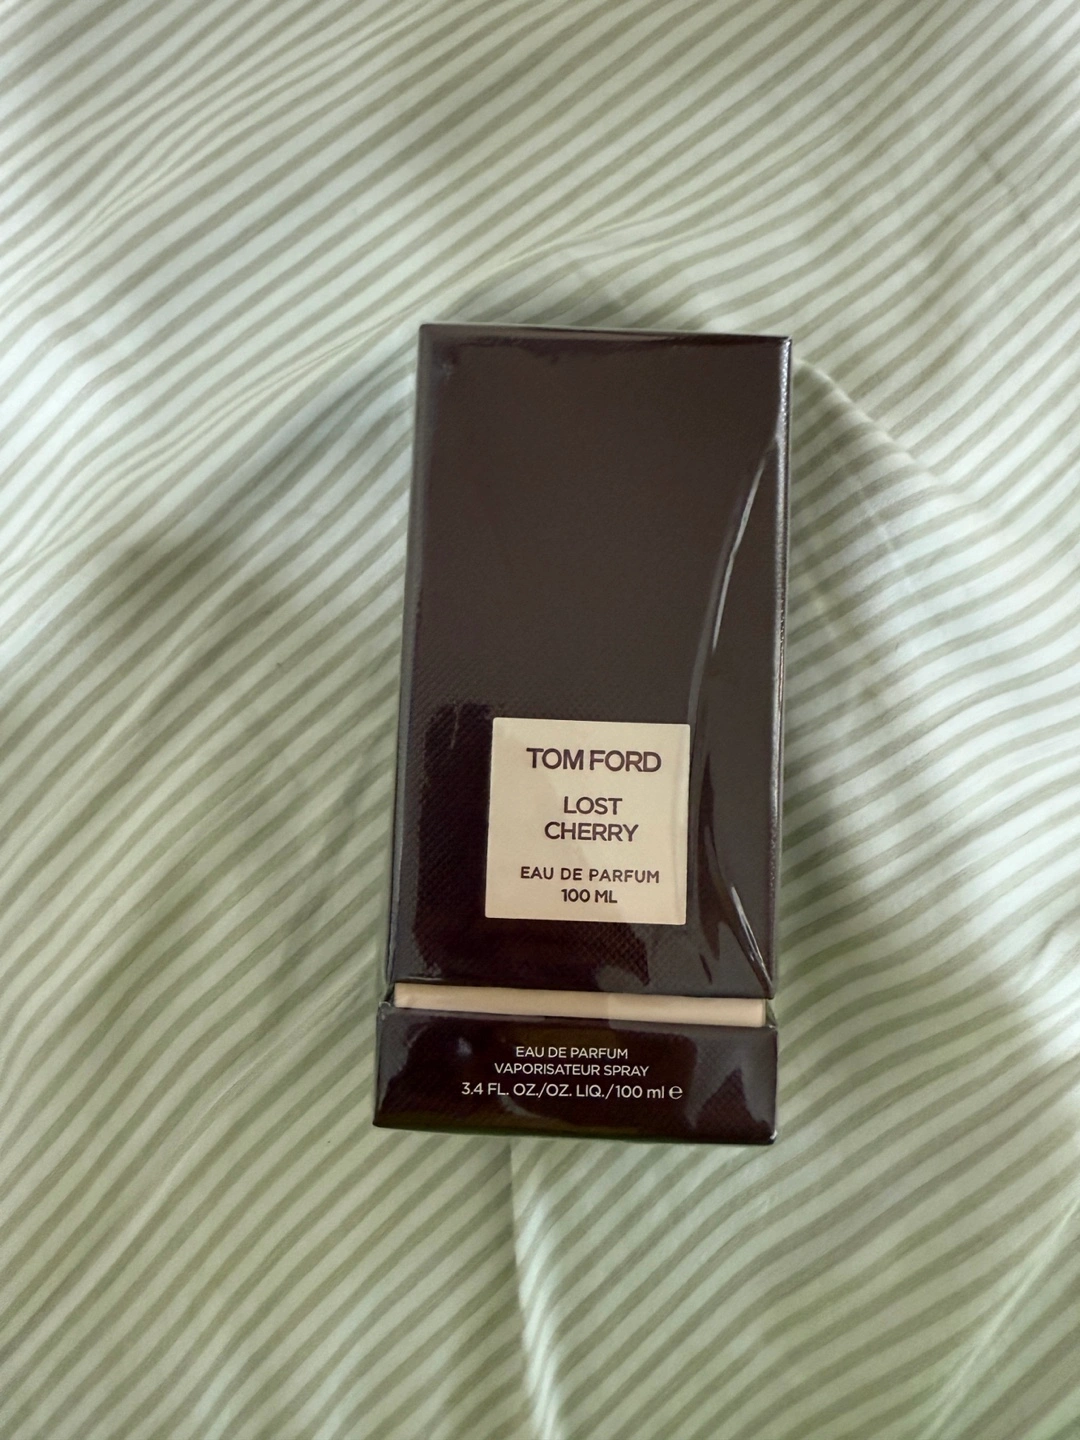 TOM FORD
LOST
CHERRY
EAU DE PARFUM
100 ML
EAU DE PARFUM
VAPORISATEUR SPRAY
3.4 FL. OZ./OZ. LIQ./100 ml ℮